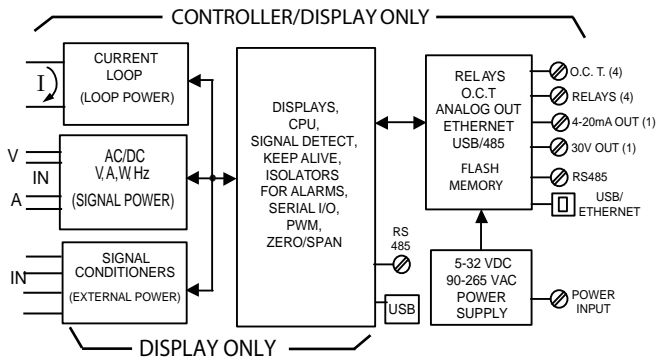 CONTROLLER/DISPLAY ONLY
CURRENT
LOOP
(LOOP POWER)
I
V
IN
A
AC/DC
V, A, W, Hz
(SIGNAL POWER)
IN
SIGNAL
CONDITIONERS
(EXTERNAL POWER)
DISPLAYS,
CPU,
SIGNAL DETECT,
KEEP ALIVE,
ISOLATORS
FOR ALARMS,
SERIAL I/O,
PWM,
ZERO/SPAN
RS
485
USB
RELAYS
O.C.T
ANALOG OUT
ETHERNET
USB/485
FLASH
MEMORY
O.C. T. (4)
RELAYS (4)
4-20mA OUT (1)
30V OUT (1)
RS485
USB/
ETHERNET
5-32 VDC
90-265 VAC
POWER
SUPPLY
POWER
INPUT
DISPLAY ONLY